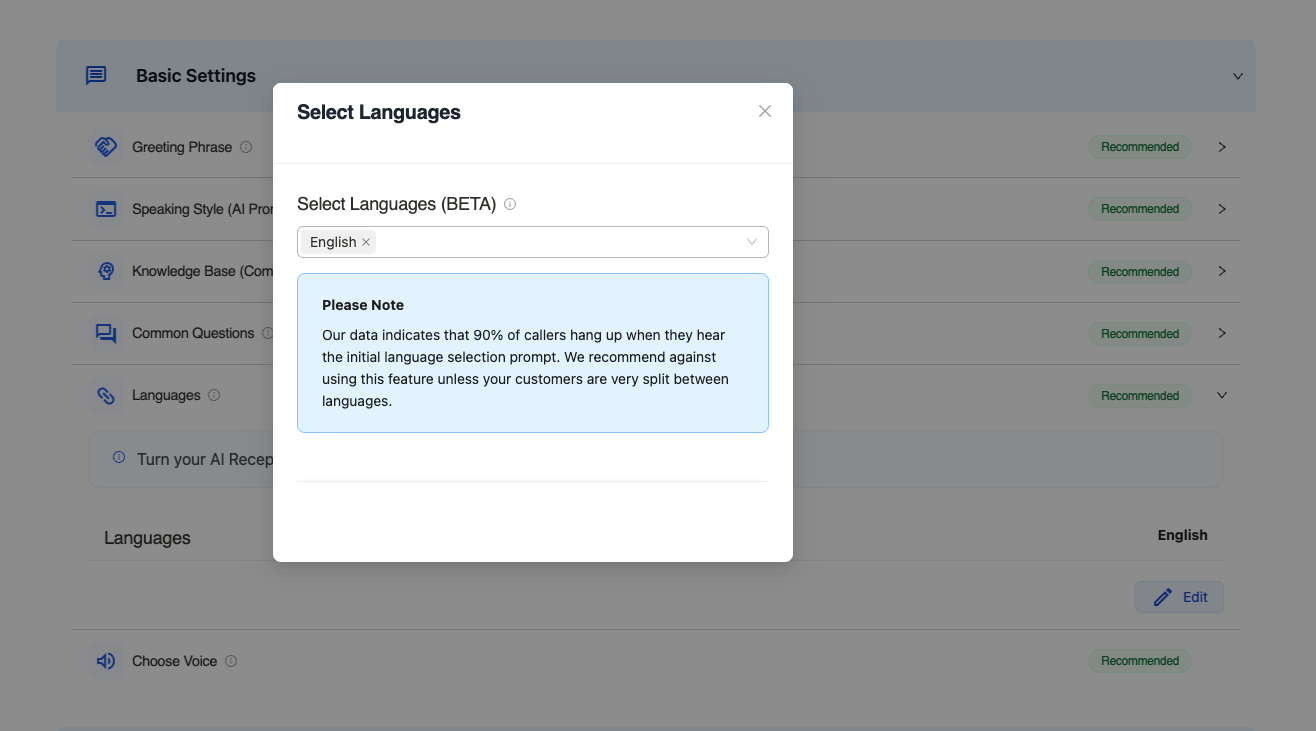 Basic Settings
Select Languages
Greeting Phrase
Recommended
Speaking Style (AI Pro
Recommended
Select Languages (BETA)
English
Knowledge Base (Com
Recommended
Please Note
Our data indicates that 90% of callers hang up when they hear
the initial language selection prompt. We recommend against
using this feature unless your customers are very split between
languages.
Common Questions
Recommended
Languages
Recommended
Turn your AI Recep
Languages
English
Edit
Choose Voice
Recommended